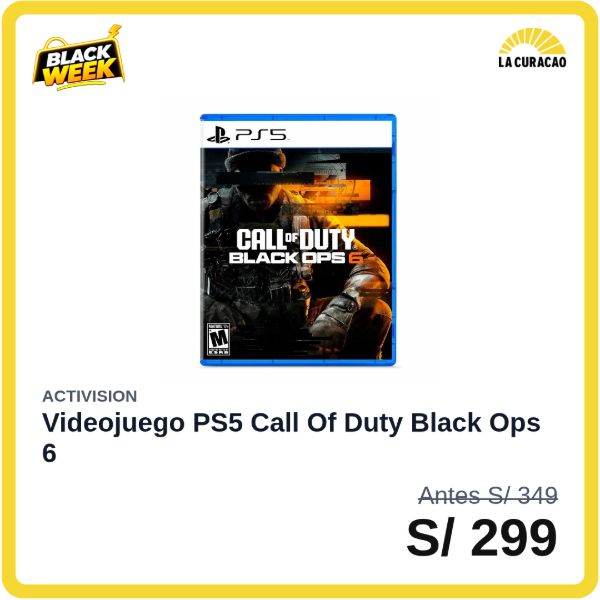 BLACK
WEEK
LA CURACAO
PS5
CALL OF DUTY
BLACK OPS 6
M
ESRB
ACTIVISION
Videojuego PS5 Call Of Duty Black Ops
6
Antes S/ 349
S/ 299